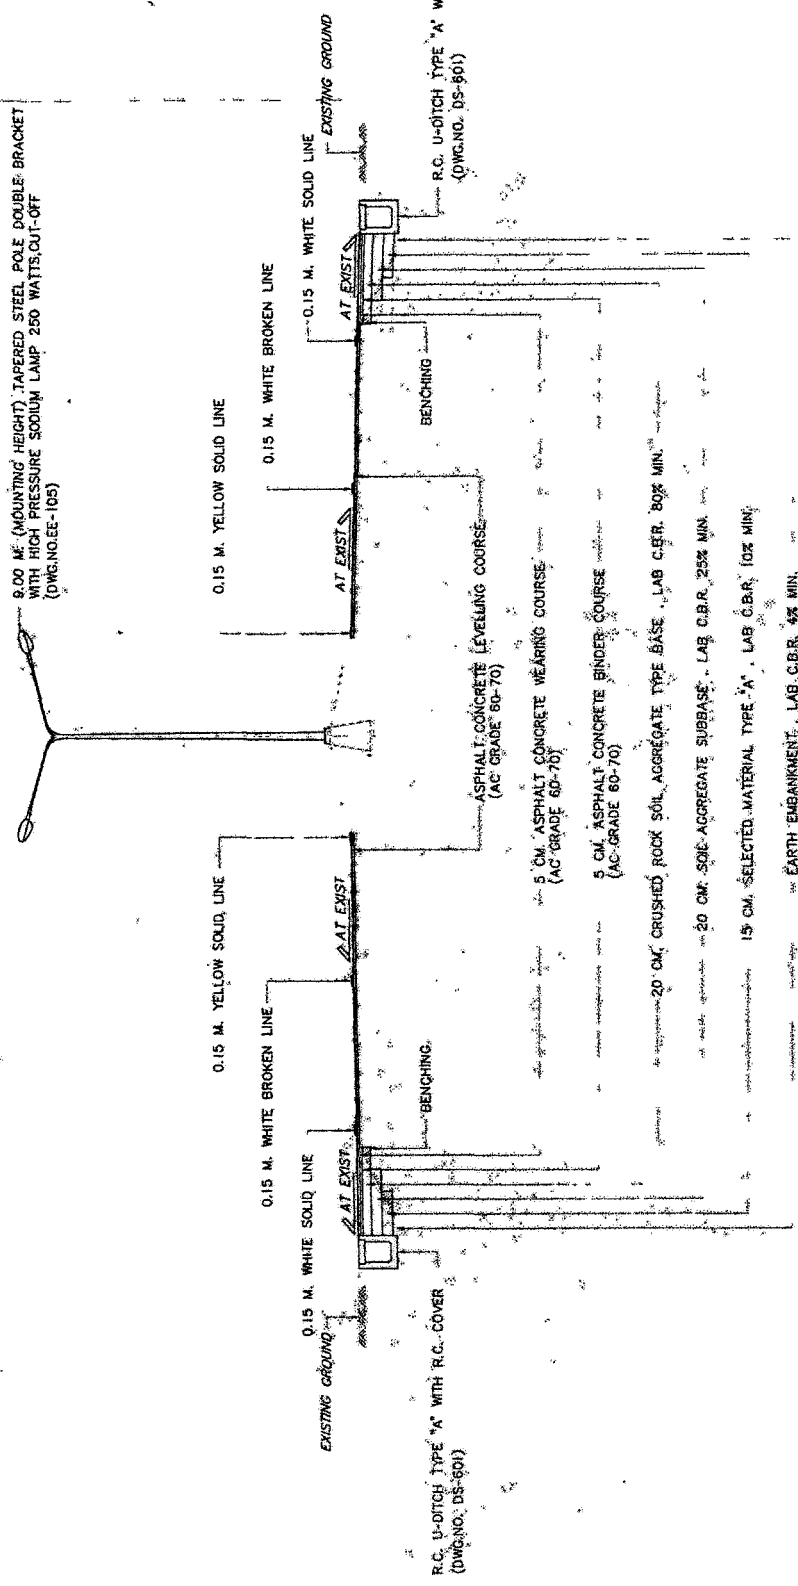 9.00 M. (MOUNTING HEIGHT) TAPERED STEEL POLE DOUBLE BRACKET
WITH HIGH PRESSURE SODIUM LAMP 250 WATTS,CUT-OFF
(DWG.NO.EE-105)
0.15 M. YELLOW SOLID LINE
0.15 M. YELLOW SOLID LINE
0.15 M. WHITE BROKEN LINE
0.15 M. WHITE BROKEN LINE
0.15 M. WHITE SOLID LINE
0.15 M. WHITE SOLID LINE
EXISTING GROUND
EXISTING GROUND
AT EXIST
AT EXIST
AT EXIST
AT EXIST
BENCHING
BENCHING
R.C. U-DITCH TYPE "A" WITH R.C. COVER
(DWG.NO. DS-601)
R.C. U-DITCH TYPE "A" W
(DWG.NO. DS-601)
ASPHALT CONCRETE LEVELLING COURSE
(AC GRADE 60-70)
5 CM. ASPHALT CONCRETE WEARING COURSE
(AC GRADE 60-70)
5 CM. ASPHALT CONCRETE BINDER COURSE
(AC GRADE 60-70)
20 CM. CRUSHED ROCK SOIL AGGREGATE TYPE BASE , LAB C.B.R. 80% MIN.
20 CM. SOIL AGGREGATE SUBBASE , LAB C.B.R. 25% MIN.
15 CM. SELECTED MATERIAL TYPE "A" , LAB C.B.R. 10% MIN.
EARTH EMBANKMENT , LAB C.B.R. 4% MIN.